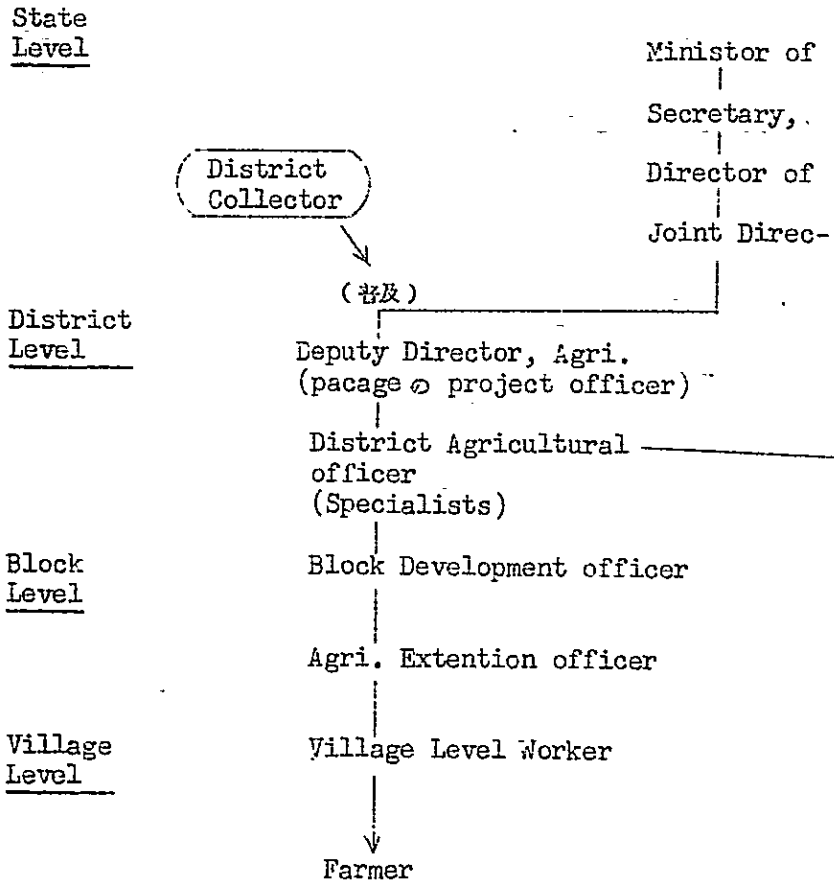 State
Level
Ministor of
Secretary,
District
Collector
Director of
Joint Direc-
(普及)
District
Level
Deputy Director, Agri.
(pacage の project officer)
District Agricultural
officer
(Specialists)
Block
Level
Block Development officer
Agri. Extention officer
Village
Level
Village Level Worker
Farmer